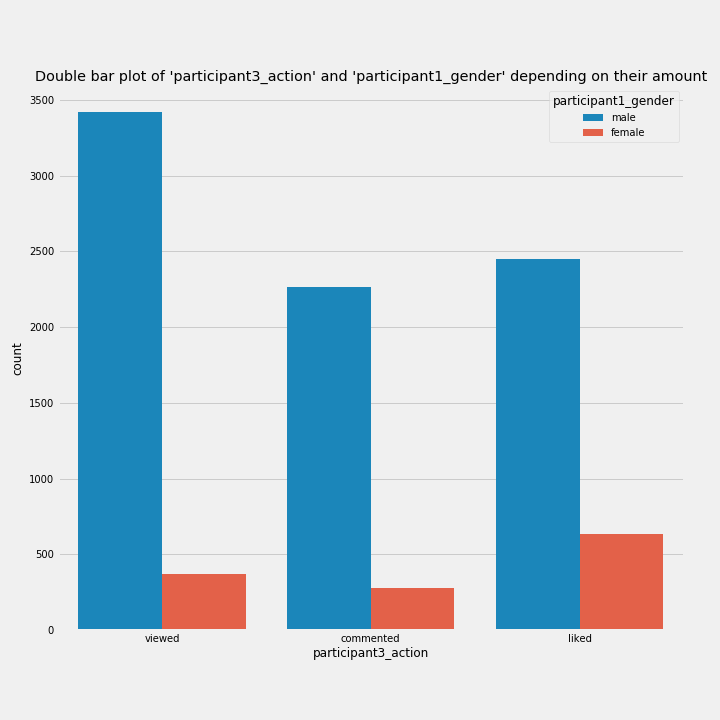 Double bar plot of 'participant3_action' and 'participant1_gender' depending on their amount
participant1_gender
male
female
3500
3000
2500
2000
1500
1000
500
0
count
viewed
commented
liked
participant3_action